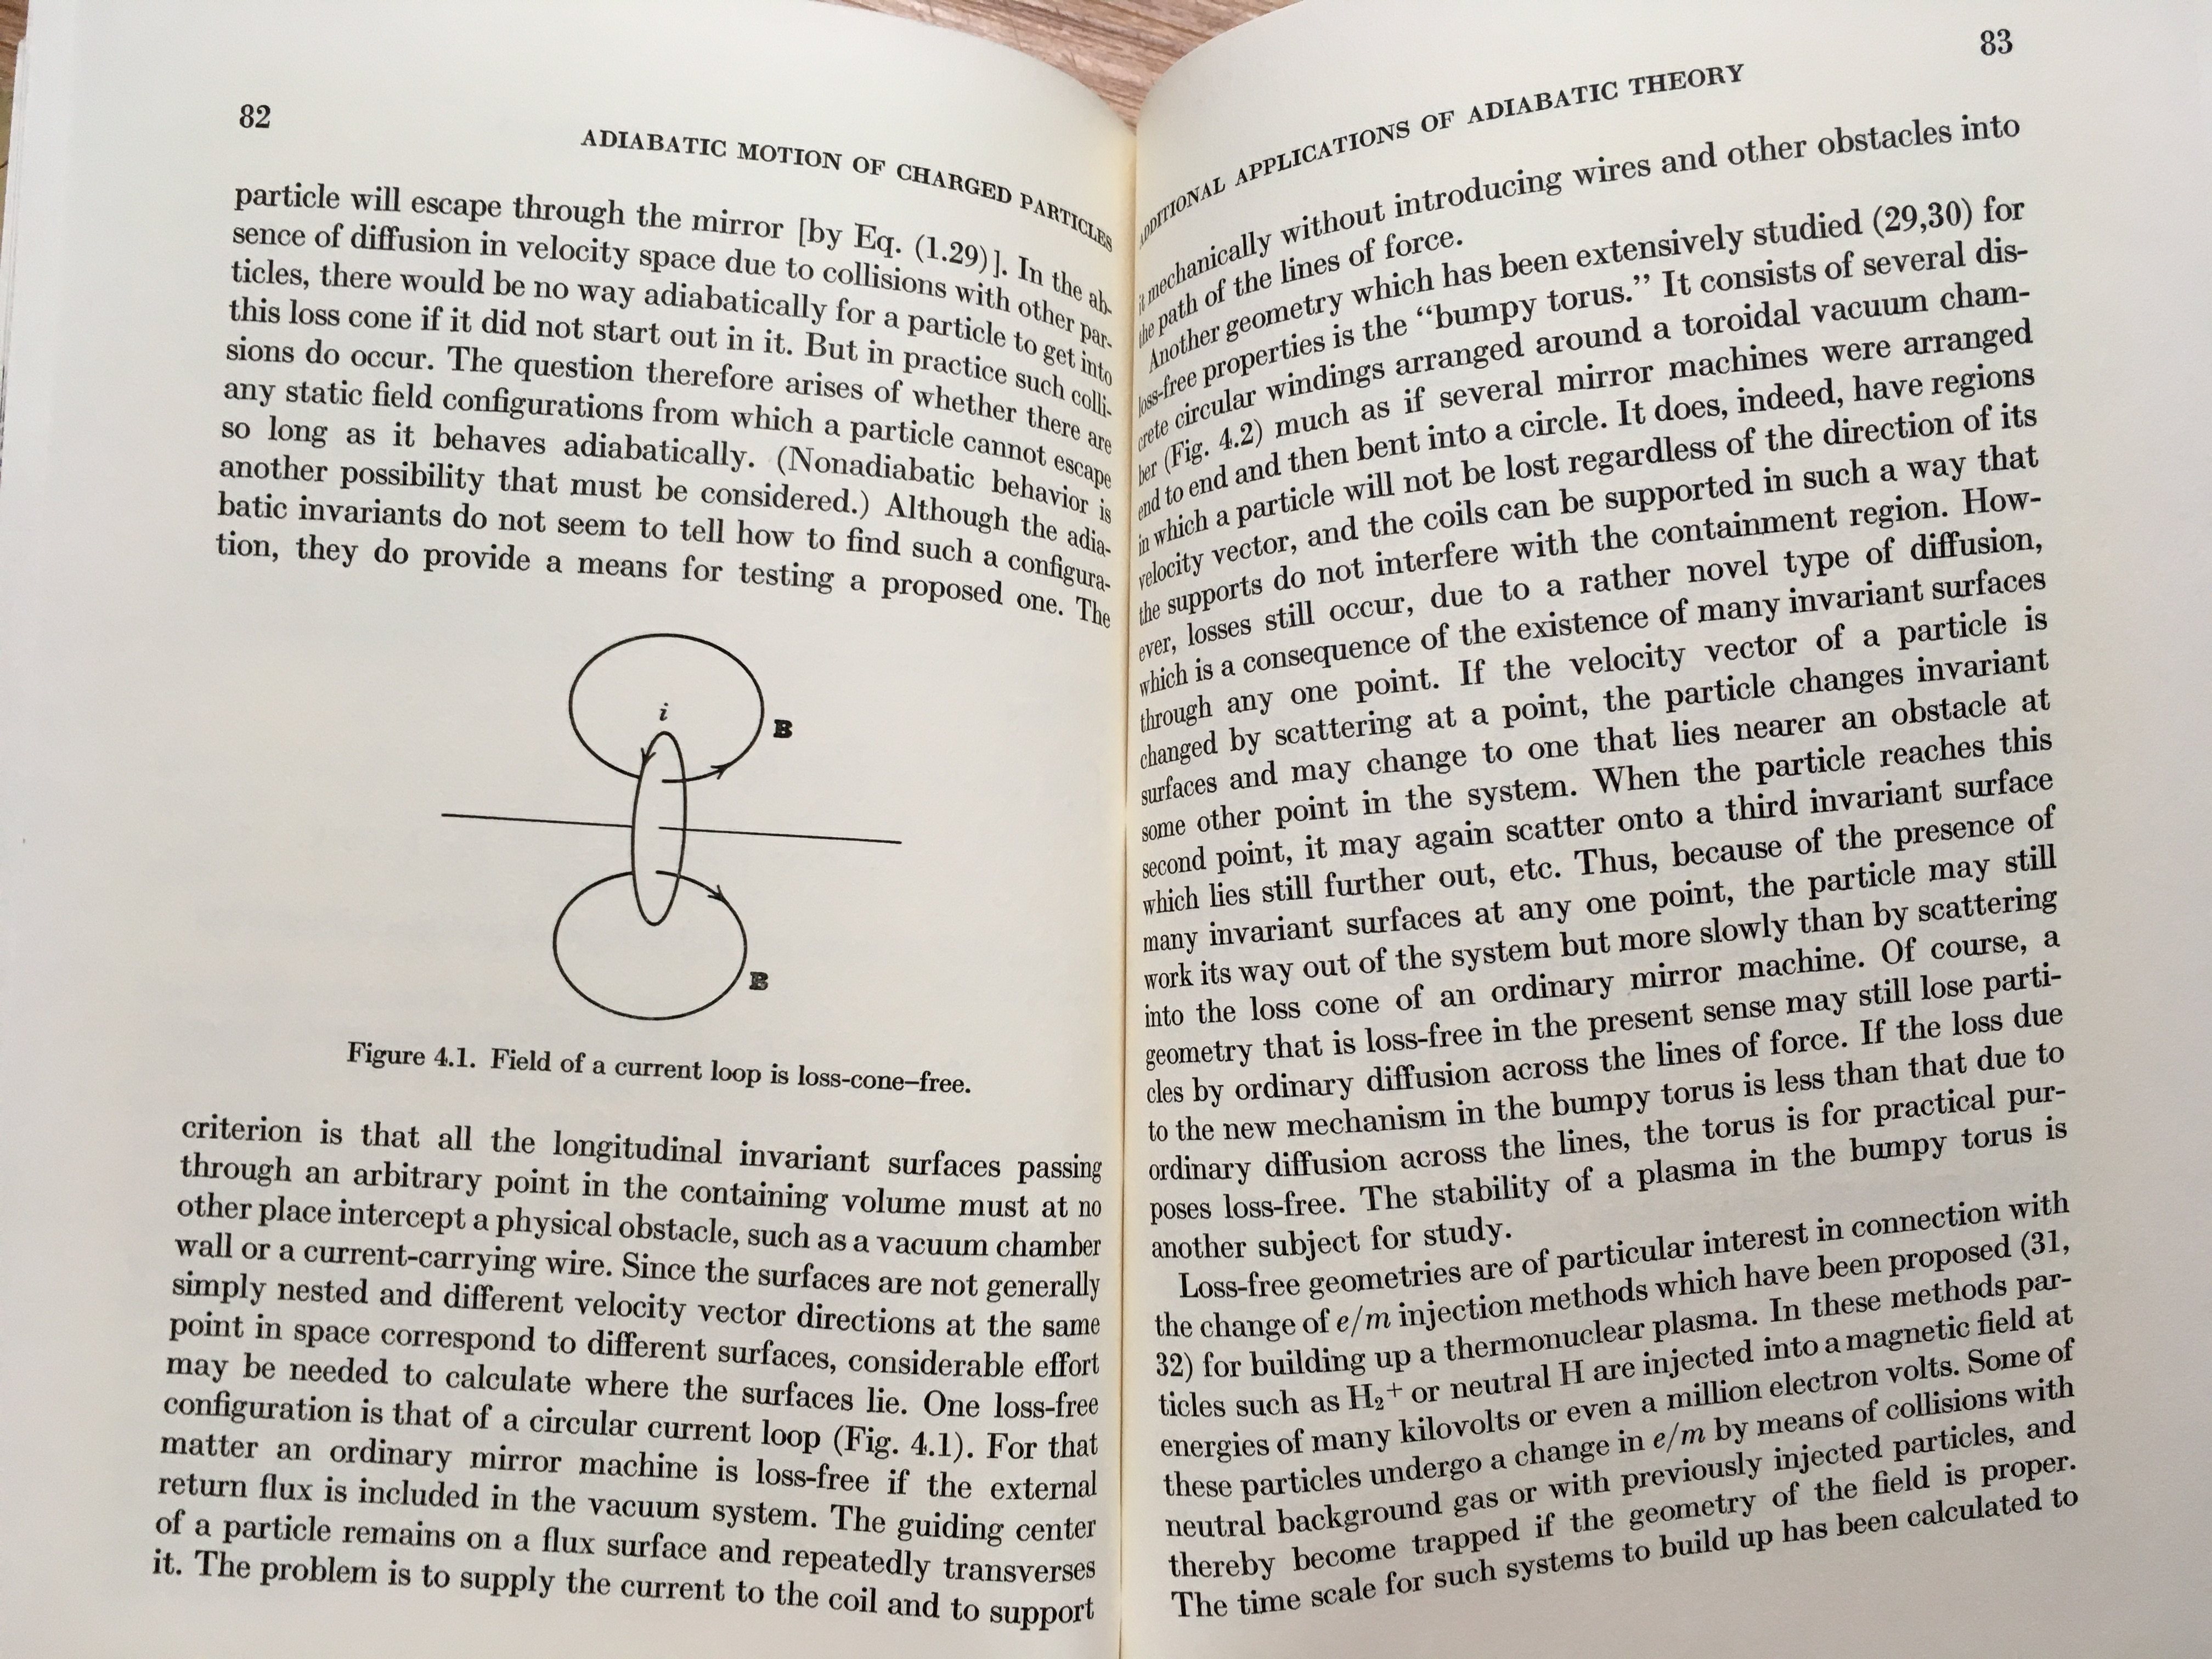 82
ADIABATIC MOTION OF CHARGED PARTICLES
particle will escape through the mirror [by Eq. (1.29)]. In the ab-
sence of diffusion in velocity space due to collisions with other par-
ticles, there would be no way adiabatically for a particle to get into
this loss cone if it did not start out in it. But in practice such colli-
sions do occur. The question therefore arises of whether there are
any static field configurations from which a particle cannot escape
so long as it behaves adiabatically. (Nonadiabatic behavior is
another possibility that must be considered.) Although the adia-
batic invariants do not seem to tell how to find such a configura-
tion, they do provide a means for testing a proposed one. The
i
B
B
Figure 4.1. Field of a current loop is loss-cone–free.
criterion is that all the longitudinal invariant surfaces passing
through an arbitrary point in the containing volume must at no
other place intercept a physical obstacle, such as a vacuum chamber
wall or a current-carrying wire. Since the surfaces are not generally
simply nested and different velocity vector directions at the same
point in space correspond to different surfaces, considerable effort
may be needed to calculate where the surfaces lie. One loss-free
configuration is that of a circular current loop (Fig. 4.1). For that
matter an ordinary mirror machine is loss-free if the external
return flux is included in the vacuum system. The guiding center
of a particle remains on a flux surface and repeatedly transverses
it. The problem is to supply the current to the coil and to support
83
ADDITIONAL APPLICATIONS OF ADIABATIC THEORY
it mechanically without introducing wires and other obstacles into
the path of the lines of force.
Another geometry which has been extensively studied (29,30) for
loss-free properties is the “bumpy torus.” It consists of several dis-
crete circular windings arranged around a toroidal vacuum cham-
ber (Fig. 4.2) much as if several mirror machines were arranged
end to end and then bent into a circle. It does, indeed, have regions
in which a particle will not be lost regardless of the direction of its
velocity vector, and the coils can be supported in such a way that
the supports do not interfere with the containment region. How-
ever, losses still occur, due to a rather novel type of diffusion,
which is a consequence of the existence of many invariant surfaces
through any one point. If the velocity vector of a particle is
changed by scattering at a point, the particle changes invariant
surfaces and may change to one that lies nearer an obstacle at
some other point in the system. When the particle reaches this
second point, it may again scatter onto a third invariant surface
which lies still further out, etc. Thus, because of the presence of
many invariant surfaces at any one point, the particle may still
work its way out of the system but more slowly than by scattering
into the loss cone of an ordinary mirror machine. Of course, a
geometry that is loss-free in the present sense may still lose parti-
cles by ordinary diffusion across the lines of force. If the loss due
to the new mechanism in the bumpy torus is less than that due to
ordinary diffusion across the lines, the torus is for practical pur-
poses loss-free. The stability of a plasma in the bumpy torus is
another subject for study.
Loss-free geometries are of particular interest in connection with
the change of e/m injection methods which have been proposed (31,
32) for building up a thermonuclear plasma. In these methods par-
ticles such as H₂⁺ or neutral H are injected into a magnetic field at
energies of many kilovolts or even a million electron volts. Some of
these particles undergo a change in e/m by means of collisions with
neutral background gas or with previously injected particles, and
thereby become trapped if the geometry of the field is proper.
The time scale for such systems to build up has been calculated to